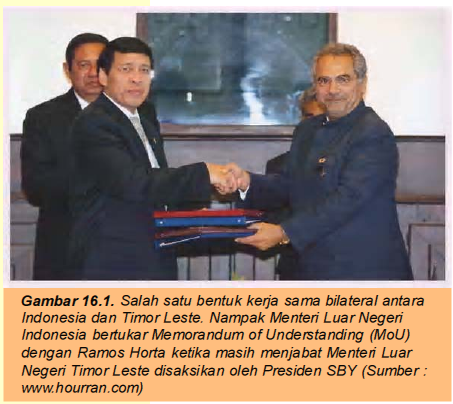 Gambar 16.1. Salah satu bentuk kerja sama bilateral antara
Indonesia dan Timor Leste. Nampak Menteri Luar Negeri
Indonesia bertukar Memorandum of Understanding (MoU)
dengan Ramos Horta ketika masih menjabat Menteri Luar
Negeri Timor Leste disaksikan oleh Presiden SBY (Sumber :
www.hourran.com)